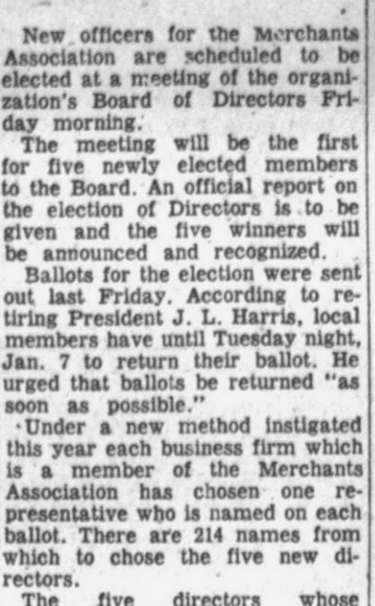 New officers for the Merchants
Association are scheduled to be
elected at a meeting of the organi-
zation's Board of Directors Fri-
day morning.
The meeting will be the first
for five newly elected members
to the Board. An official report on
the election of Directors is to be
given and the five winners will
be announced and recognized.
Ballots for the election were sent
out last Friday. According to re-
tiring President J. L. Harris, local
members have until Tuesday night,
Jan. 7 to return their ballot. He
urged that ballots be returned "as
soon as possible."
Under a new method instigated
this year each business firm which
is a member of the Merchants
Association has chosen one re-
presentative who is named on each
ballot. There are 214 names from
which to chose the five new di-
rectors.
The five directors whose